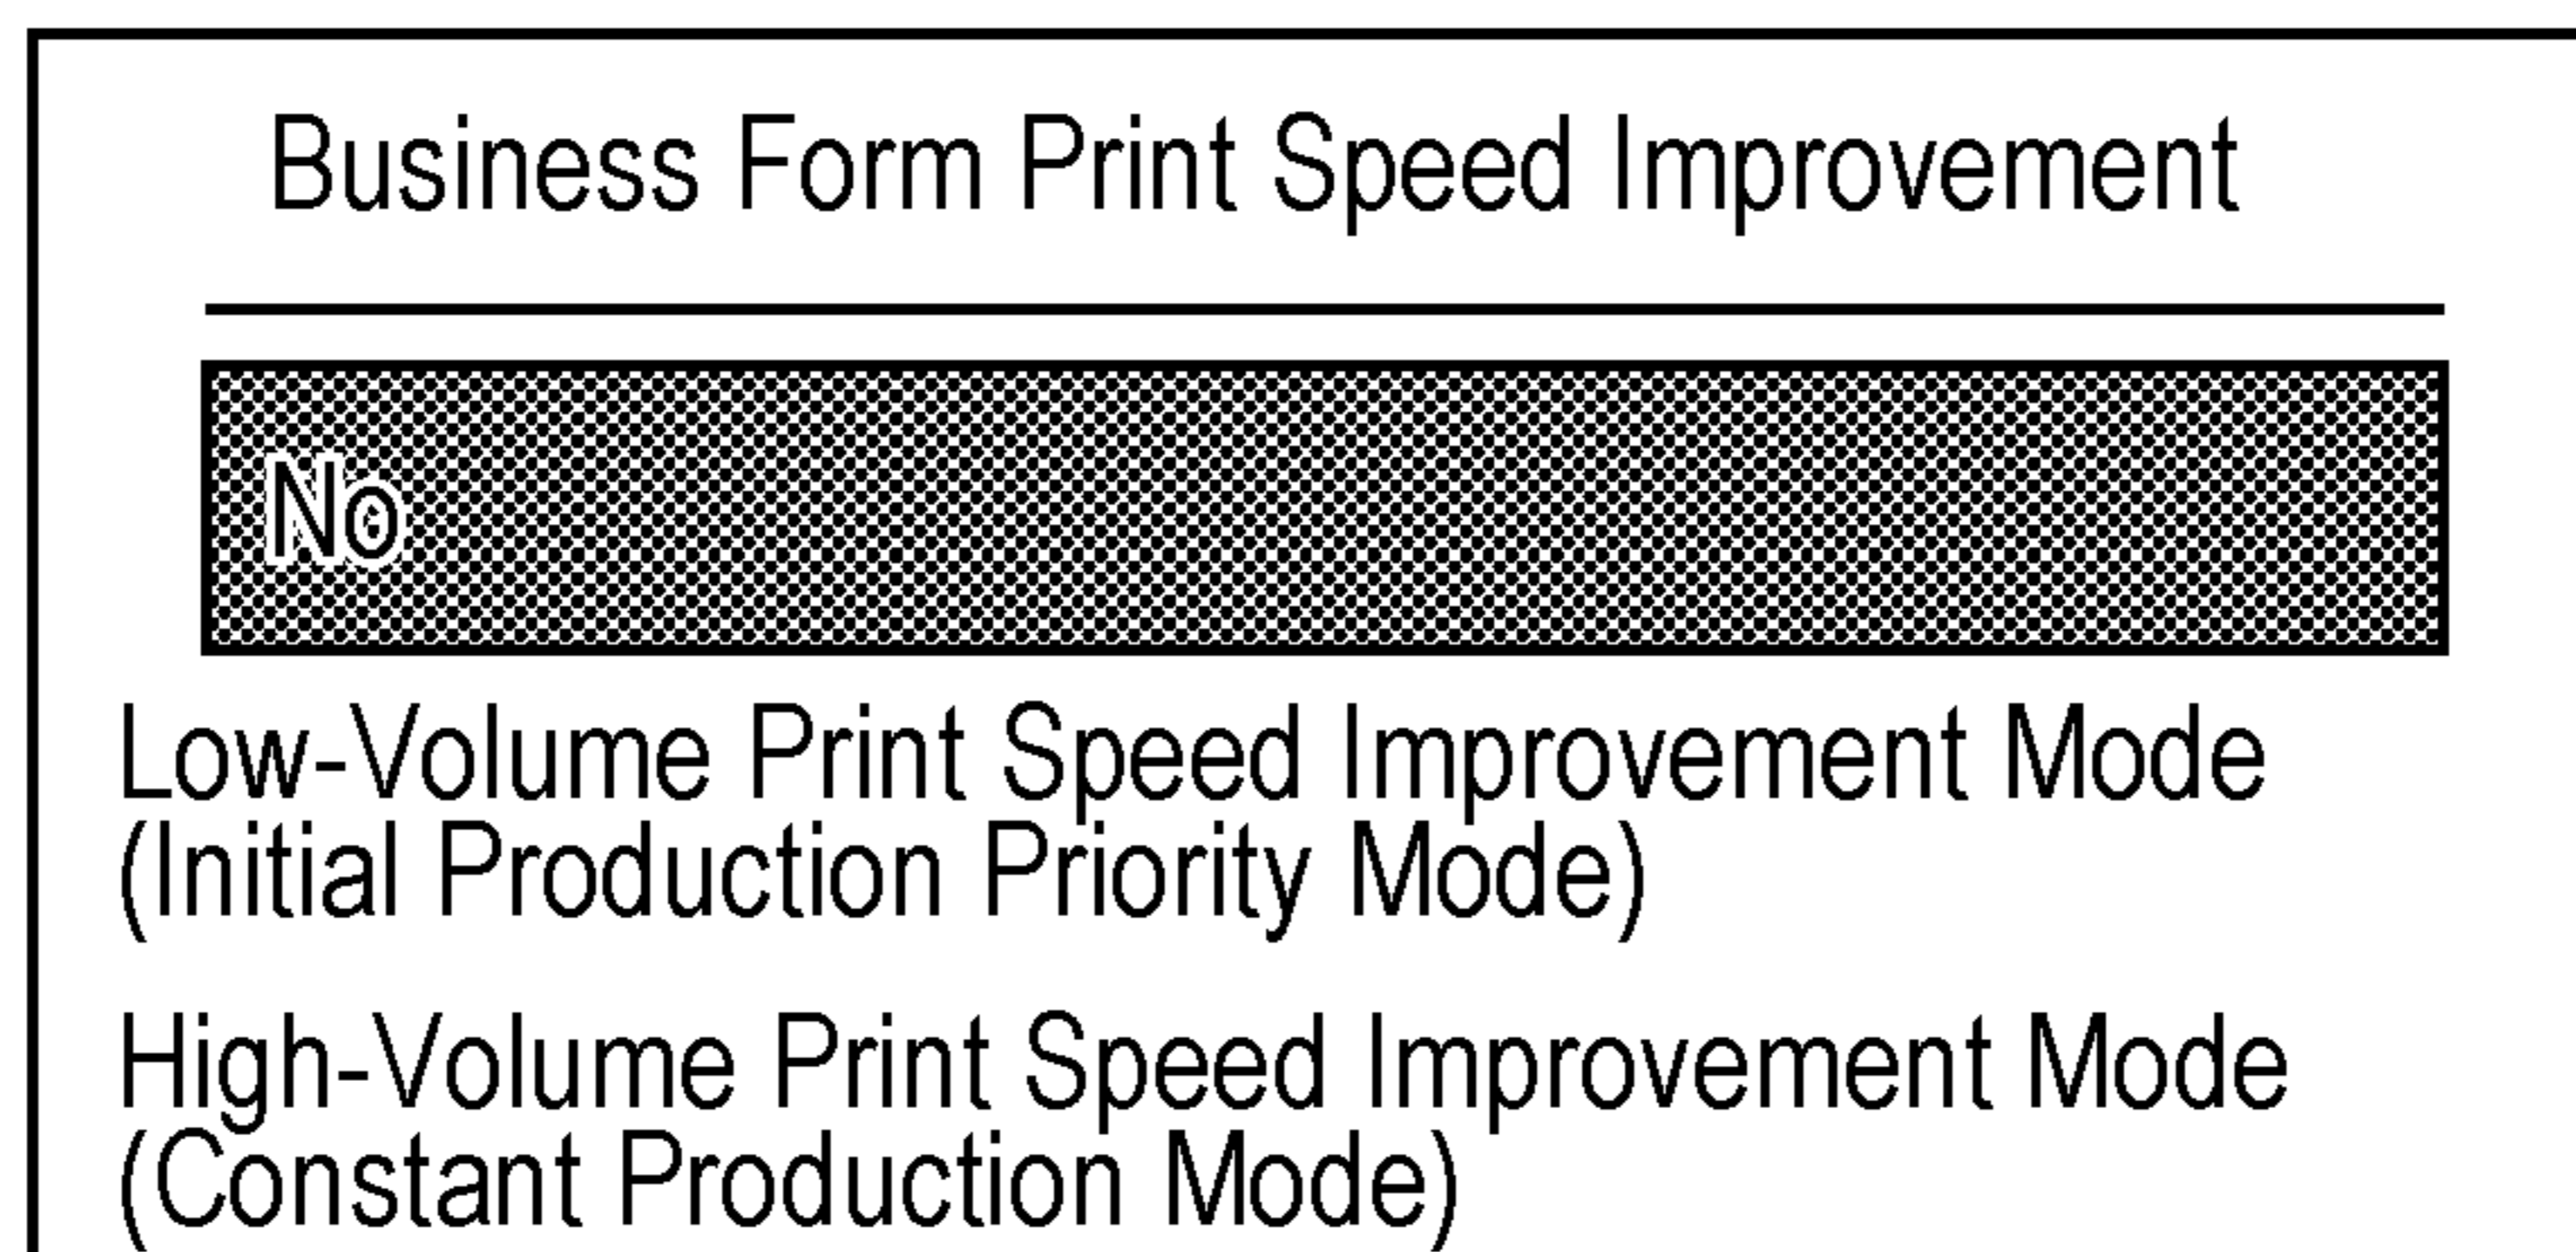 Business Form Print Speed Improvement
No
Low-Volume Print Speed Improvement Mode
(Initial Production Priority Mode)
High-Volume Print Speed Improvement Mode
(Constant Production Mode)